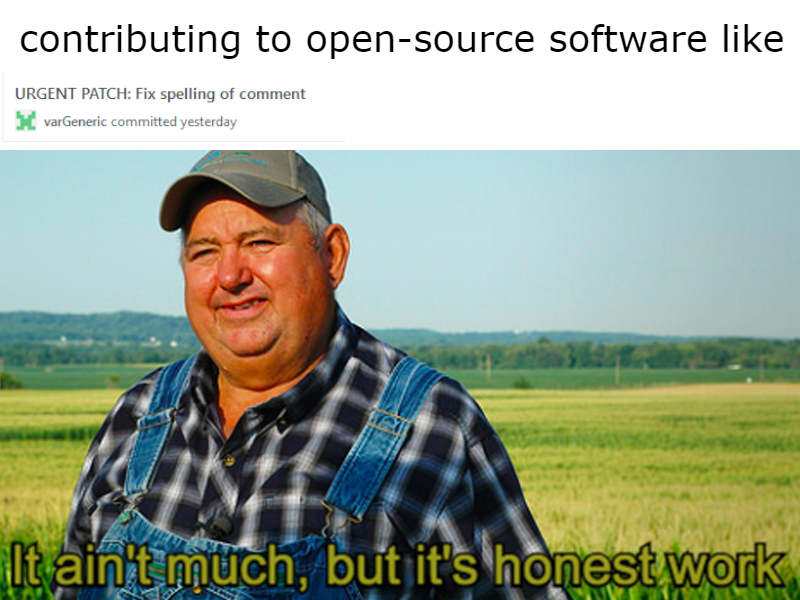 contributing to open-source software like
URGENT PATCH: Fix spelling of comment
varGeneric committed yesterday
It ain't much, but it's honest work